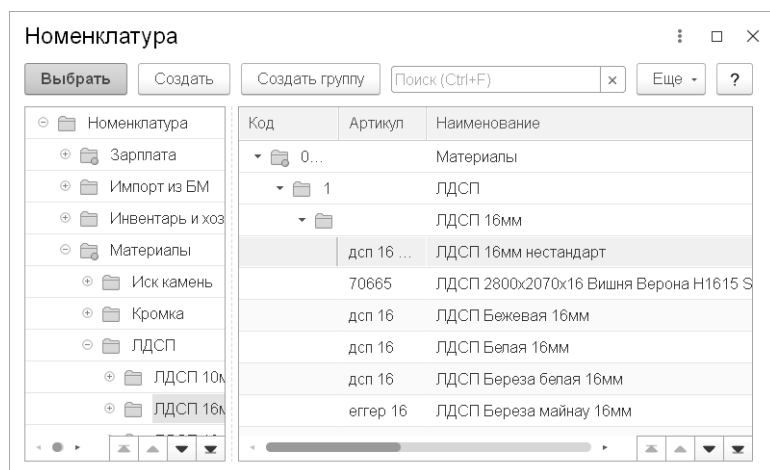 Номенклатура
Выбрать Создать Создать группу Поиск (Ctrl+F) × Еще ?
Номенклатура
Зарплата
Импорт из БМ
Инвентарь и хоз
Материалы
Иск камень
Кромка
ЛДСП
ЛДСП 10м
ЛДСП 16м
Код Артикул Наименование
0... Материалы
1 ЛДСП
ЛДСП 16мм
дсп 16 ... ЛДСП 16мм нестандарт
70665 ЛДСП 2800x2070x16 Вишня Верона H1615 S
дсп 16 ЛДСП Бежевая 16мм
дсп 16 ЛДСП Белая 16мм
дсп 16 ЛДСП Береза белая 16мм
еггер 16 ЛДСП Береза майнау 16мм